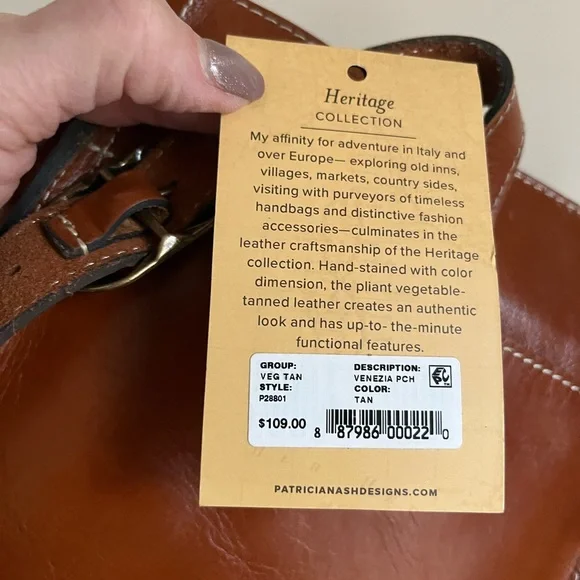 Heritage
COLLECTION
My affinity for adventure in Italy and
over Europe— exploring old inns,
villages, markets, country sides,
visiting with purveyors of timeless
handbags and distinctive fashion
accessories—culminates in the
leather craftsmanship of the Heritage
collection. Hand-stained with color
dimension, the pliant vegetable-
tanned leather creates an authentic
look and has up-to- the-minute
functional features.
GROUP: DESCRIPTION:
VEG TAN VENEZIA PCH
STYLE: COLOR:
P28801 TAN
$109.00 8 87986 00022 0
PATRICIANASHDESIGNS.COM